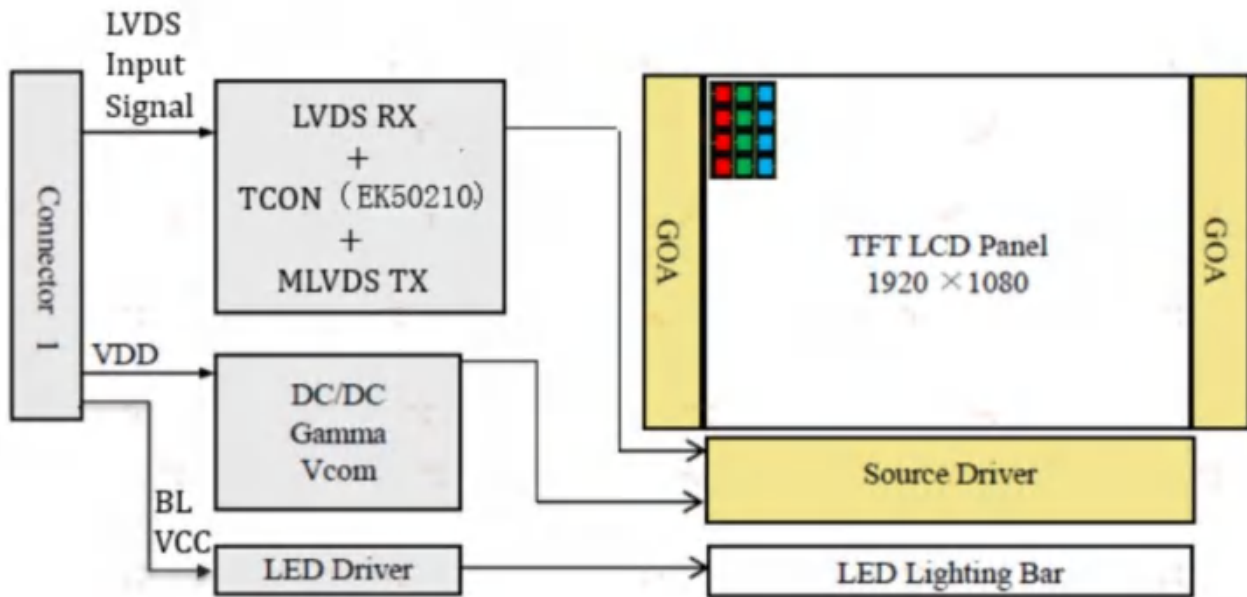 LVDS
Input
Signal
Connector 1
LVDS RX
+
TCON（EK50210）
+
MLVDS TX
VDD
DC/DC
Gamma
Vcom
BL
VCC
LED Driver
GOA
TFT LCD Panel
1920 ×1080
GOA
Source Driver
LED Lighting Bar